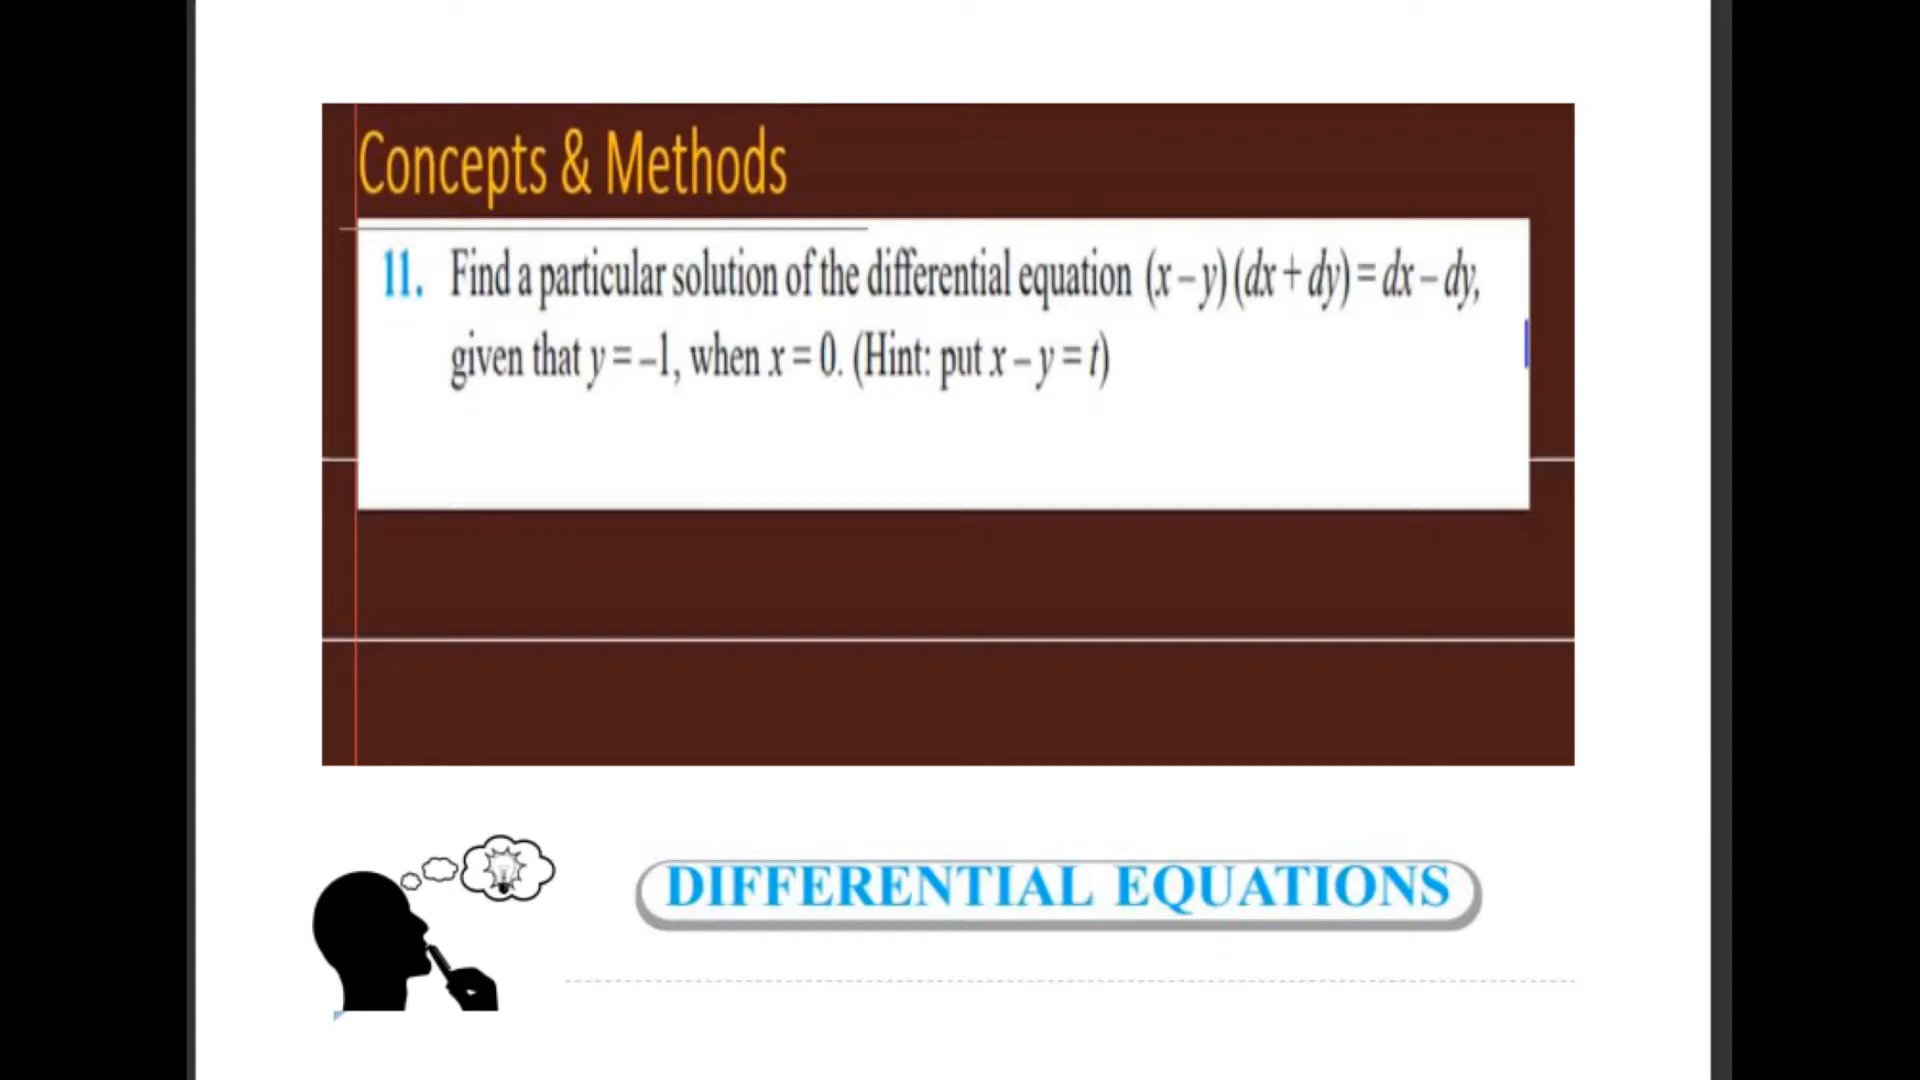 Concepts & Methods
11. Find a particular solution of the differential equation (x – y) (dx + dy) = dx – dy,
given that y = –1, when x = 0. (Hint: put x – y = t)
DIFFERENTIAL EQUATIONS